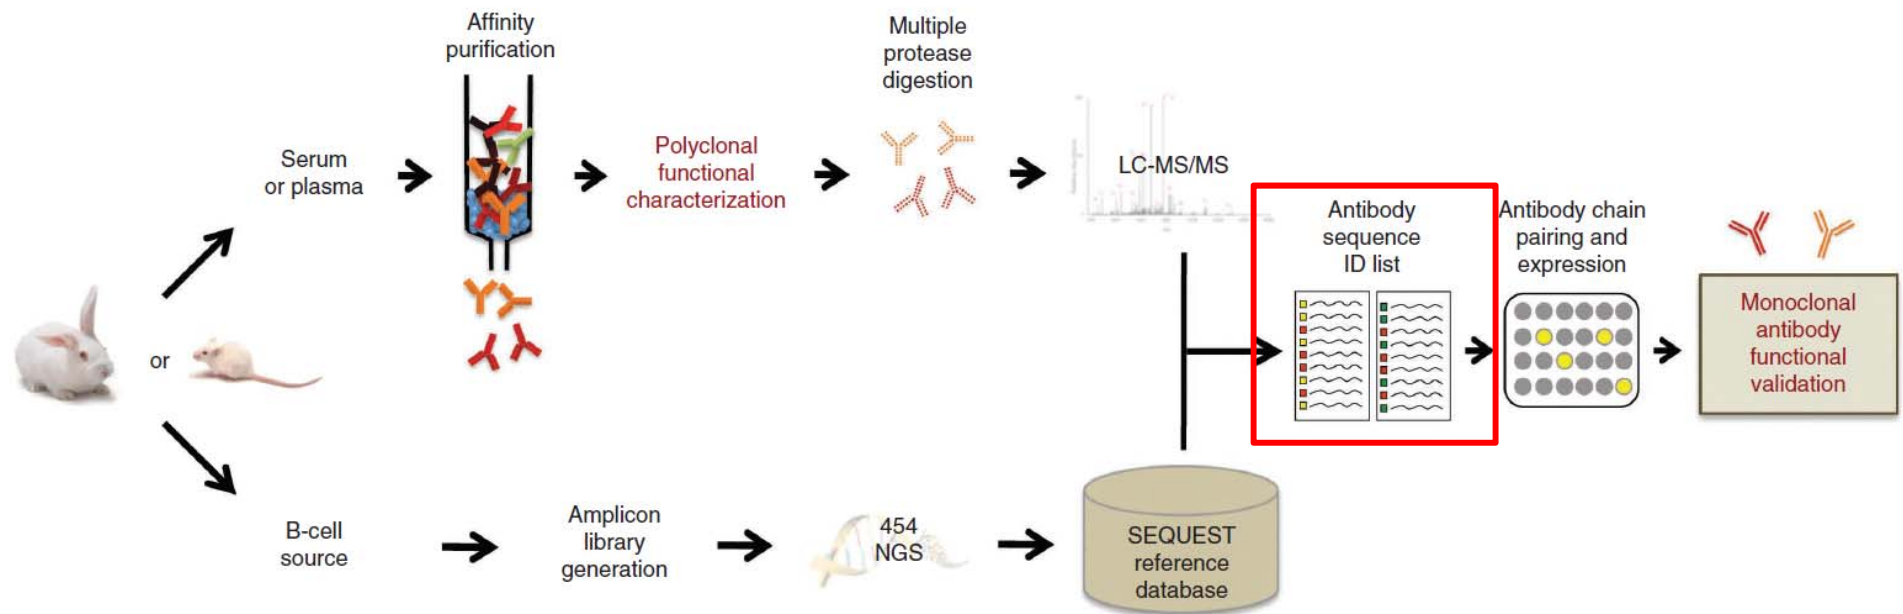 Affinity
purification
Multiple
protease
digestion
Serum
or plasma
Polyclonal
functional
characterization
LC-MS/MS
Antibody
sequence
ID list
Antibody chain
pairing and
expression
Monoclonal
antibody
functional
validation
or
B-cell
source
Amplicon
library
generation
454
NGS
SEQUEST
reference
database